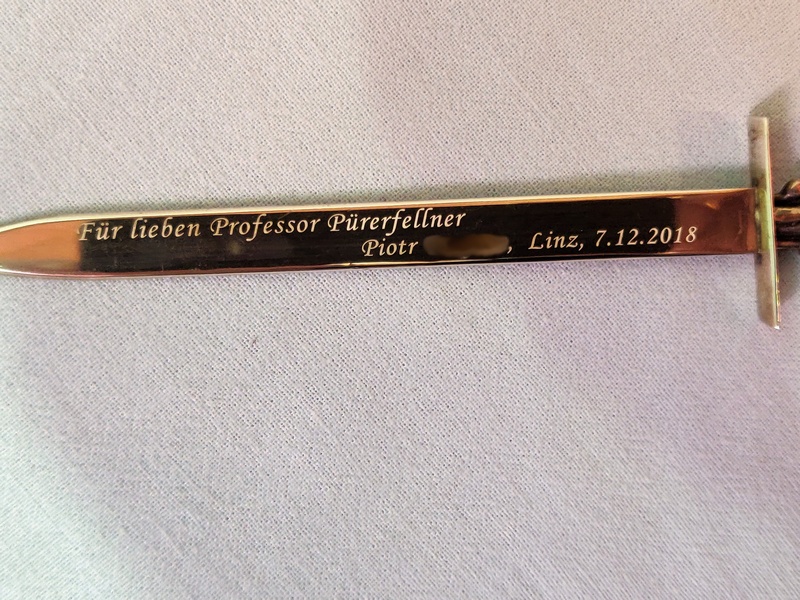 Für lieben Professor Pürerfellner
Piotr , Linz, 7.12.2018